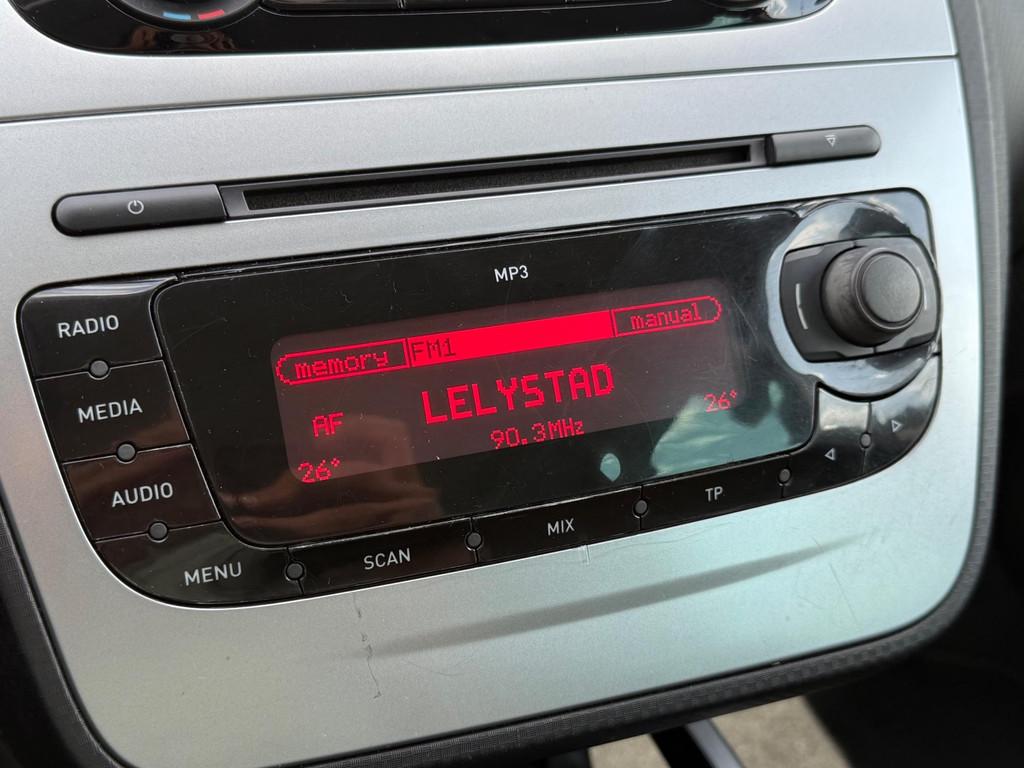 MP3
RADIO
MEDIA
AUDIO
MENU
SCAN
MIX
TP
memory FM1 manual
AF LELYSTAD
90.3MHz
26° 26°